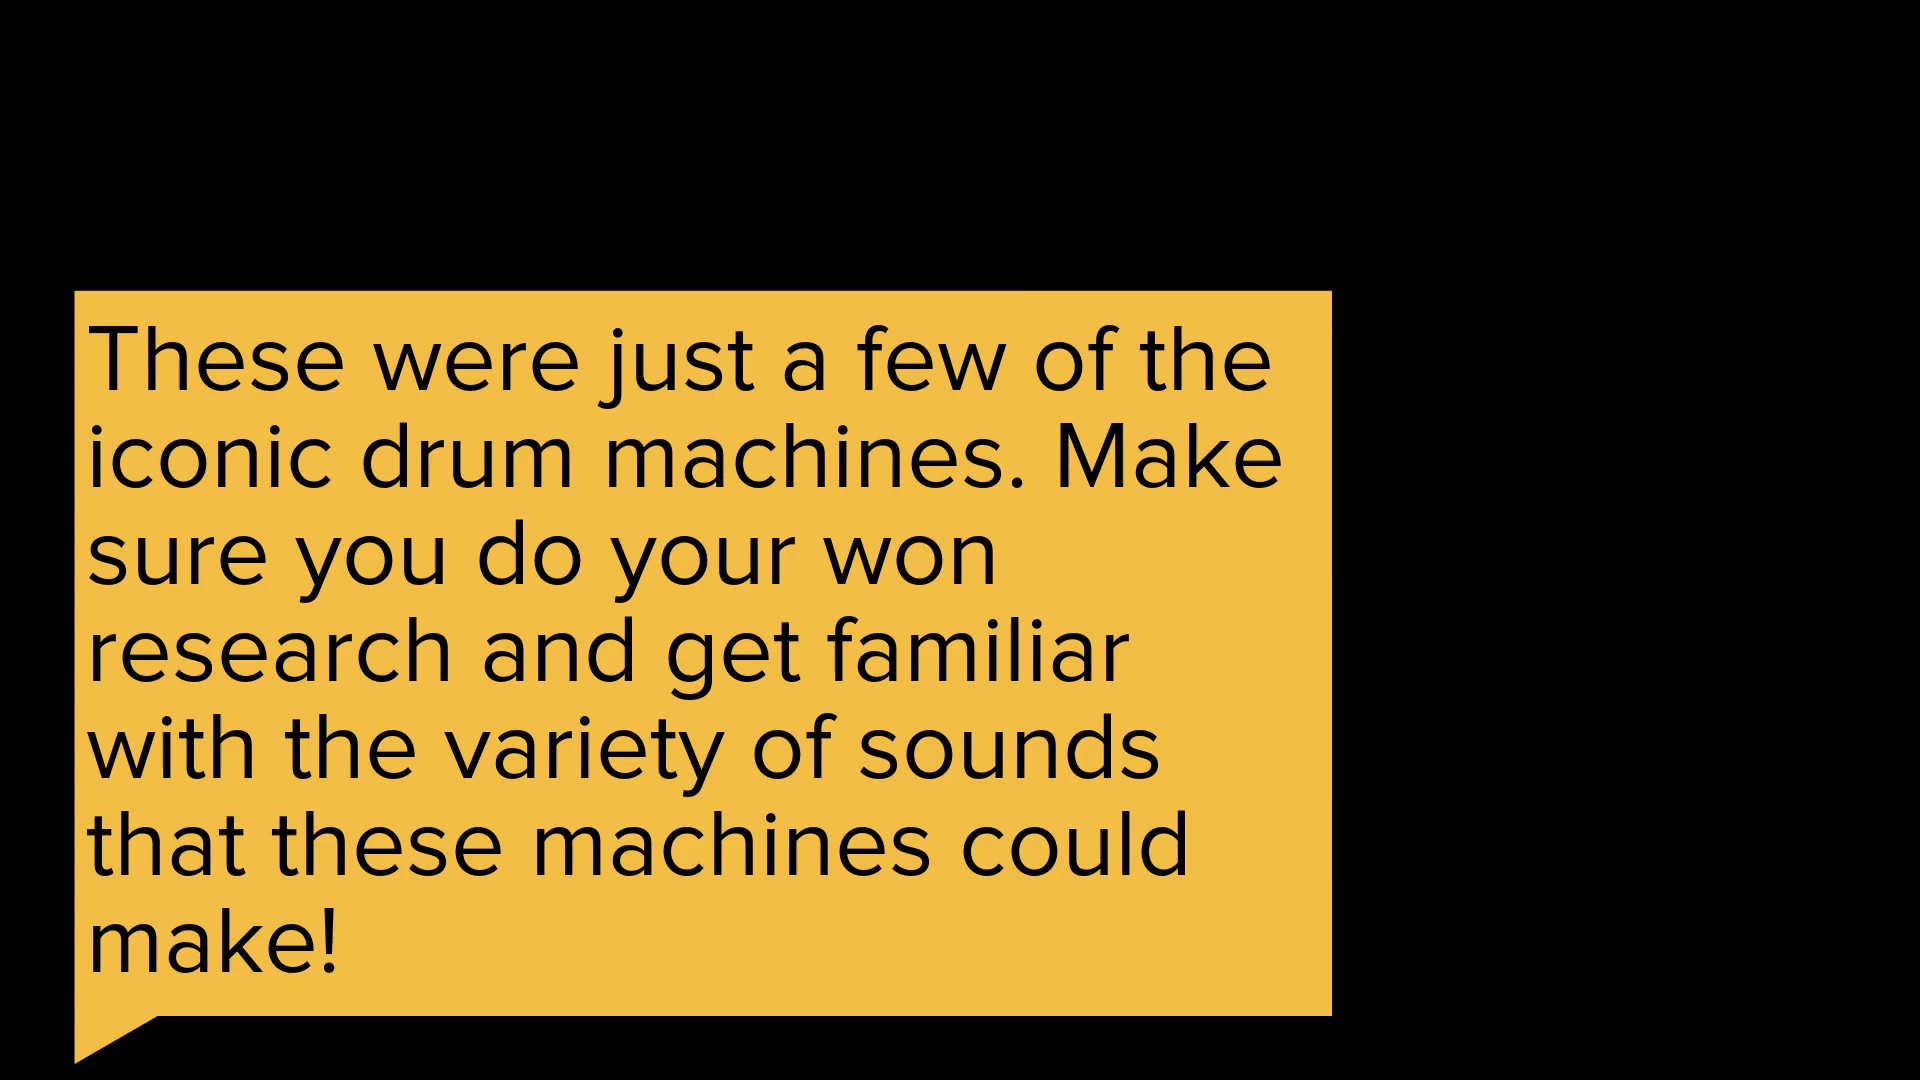 These were just a few of the
iconic drum machines. Make
sure you do your won
research and get familiar
with the variety of sounds
that these machines could
make!